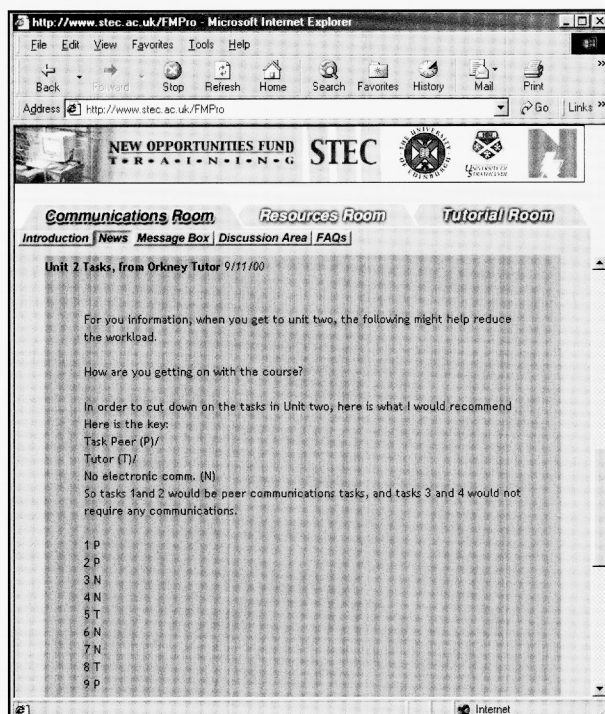 http://www.stec.ac.uk/FMPro - Microsoft Internet Explorer
File Edit View Favorites Tools Help
Back Forward Stop Refresh Home Search Favorites History Mail Print
Address http://www.stec.ac.uk/FMPro Go Links
NEW OPPORTUNITIES FUND STEC
T•R•A•I•N•I•N•G
THE UNIVERSITY OF EDINBURGH
UNIVERSITY OF STRATHCLYDE
Communications Room Resources Room Tutorial Room
Introduction News Message Box Discussion Area FAQs
Unit 2 Tasks, from Orkney Tutor 9/11/00
For you information, when you get to unit two, the following might help reduce
the workload.
How are you getting on with the course?
In order to cut down on the tasks in Unit two, here is what I would recommend
Here is the key:
Task Peer (P)/
Tutor (T)/
No electronic comm. (N)
So tasks 1and 2 would be peer communications tasks, and tasks 3 and 4 would not
require any communications.
1 P
2 P
3 N
4 N
5 T
6 N
7 N
8 T
9 P
Internet